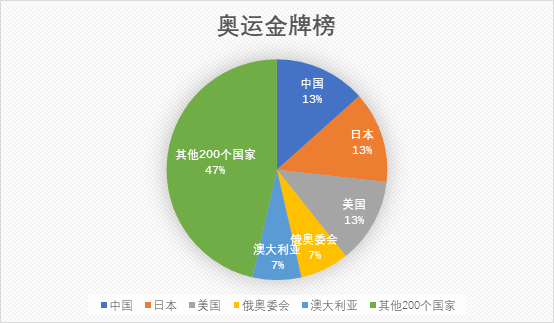 奥运金牌榜
中国
13%
日本
13%
美国
13%
俄奥委会
7%
澳大利亚
7%
其他200个国家
47%
中国 日本 美国 俄奥委会 澳大利亚 其他200个国家